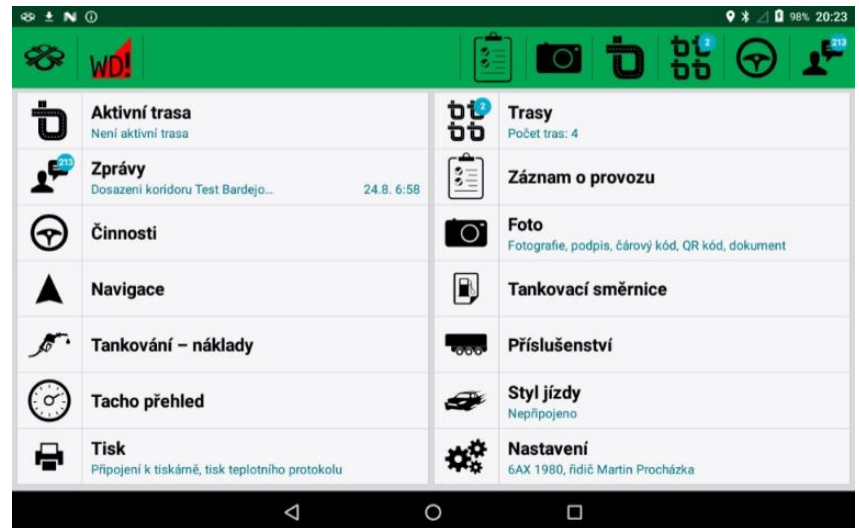 98% 20:23
WD!
2
213
Aktivní trasa
Není aktivní trasa
213
Zprávy
Dosazeni koridoru Test Bardejo... 24.8. 6:58
Činnosti
Navigace
Tankování – náklady
Tacho přehled
Tisk
Připojení k tiskárně, tisk teplotního protokolu
2
Trasy
Počet tras: 4
Záznam o provozu
Foto
Fotografie, podpis, čárový kód, QR kód, dokument
Tankovací směrnice
Příslušenství
Styl jízdy
Nepřipojeno
Nastavení
6AX 1980, řidič Martin Procházka